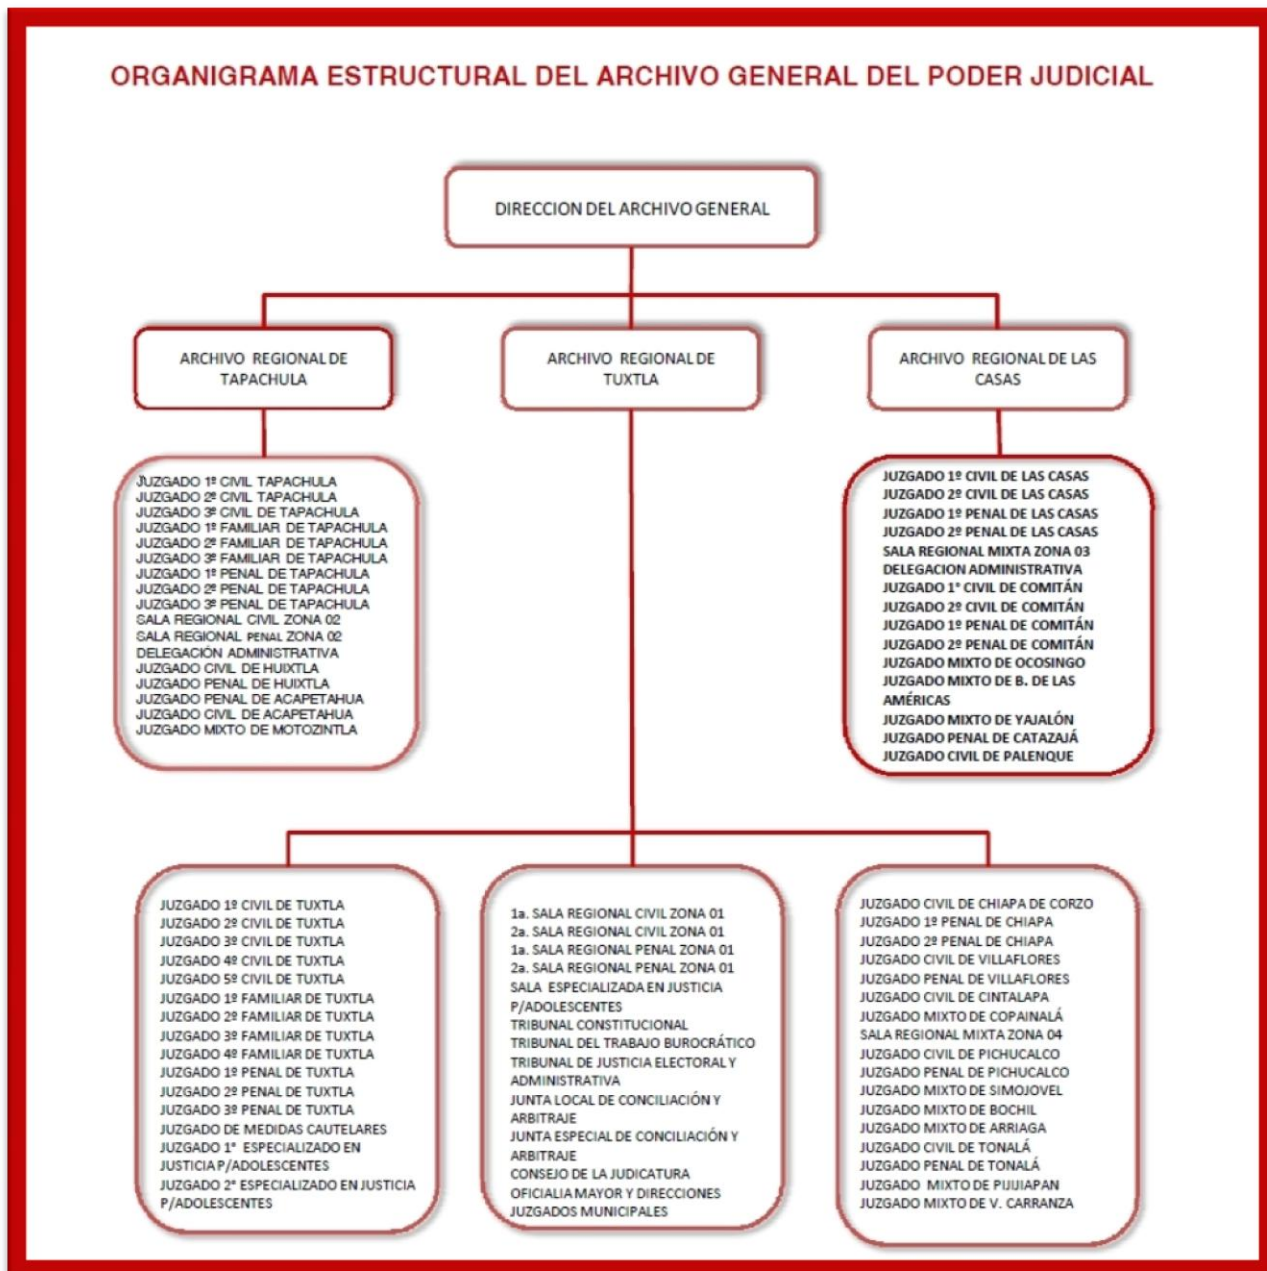 ORGANIGRAMA ESTRUCTURAL DEL ARCHIVO GENERAL DEL PODER JUDICIAL
DIRECCION DEL ARCHIVO GENERAL
ARCHIVO REGIONAL DE
TAPACHULA
ARCHIVO REGIONAL DE
TUXTLA
ARCHIVO REGIONAL DE LAS
CASAS
JUZGADO 1º CIVIL TAPACHULA
JUZGADO 2º CIVIL TAPACHULA
JUZGADO 3º CIVIL DE TAPACHULA
JUZGADO 1º FAMILIAR DE TAPACHULA
JUZGADO 2º FAMILIAR DE TAPACHULA
JUZGADO 3º FAMILIAR DE TAPACHULA
JUZGADO 1º PENAL DE TAPACHULA
JUZGADO 2º PENAL DE TAPACHULA
JUZGADO 3º PENAL DE TAPACHULA
SALA REGIONAL CIVIL ZONA 02
SALA REGIONAL PENAL ZONA 02
DELEGACIÓN ADMINISTRATIVA
JUZGADO CIVIL DE HUIXTLA
JUZGADO PENAL DE HUIXTLA
JUZGADO PENAL DE ACAPETAHUA
JUZGADO CIVIL DE ACAPETAHUA
JUZGADO MIXTO DE MOTOZINTLA
JUZGADO 1º CIVIL DE LAS CASAS
JUZGADO 2º CIVIL DE LAS CASAS
JUZGADO 1º PENAL DE LAS CASAS
JUZGADO 2º PENAL DE LAS CASAS
SALA REGIONAL MIXTA ZONA 03
DELEGACION ADMINISTRATIVA
JUZGADO 1° CIVIL DE COMITÁN
JUZGADO 2º CIVIL DE COMITÁN
JUZGADO 1º PENAL DE COMITÁN
JUZGADO 2º PENAL DE COMITÁN
JUZGADO MIXTO DE OCOSINGO
JUZGADO MIXTO DE B. DE LAS
AMÉRICAS
JUZGADO MIXTO DE YAJALÓN
JUZGADO PENAL DE CATAZAJÁ
JUZGADO CIVIL DE PALENQUE
JUZGADO 1º CIVIL DE TUXTLA
JUZGADO 2º CIVIL DE TUXTLA
JUZGADO 3º CIVIL DE TUXTLA
JUZGADO 4º CIVIL DE TUXTLA
JUZGADO 5º CIVIL DE TUXTLA
JUZGADO 1º FAMILIAR DE TUXTLA
JUZGADO 2º FAMILIAR DE TUXTLA
JUZGADO 3º FAMILIAR DE TUXTLA
JUZGADO 4º FAMILIAR DE TUXTLA
JUZGADO 1º PENAL DE TUXTLA
JUZGADO 2º PENAL DE TUXTLA
JUZGADO 3º PENAL DE TUXTLA
JUZGADO DE MEDIDAS CAUTELARES
JUZGADO 1° ESPECIALIZADO EN
JUSTICIA P/ADOLESCENTES
JUZGADO 2° ESPECIALIZADO EN JUSTICIA
P/ADOLESCENTES
1a. SALA REGIONAL CIVIL ZONA 01
2a. SALA REGIONAL CIVIL ZONA 01
1a. SALA REGIONAL PENAL ZONA 01
2a. SALA REGIONAL PENAL ZONA 01
SALA ESPECIALIZADA EN JUSTICIA
P/ADOLESCENTES
TRIBUNAL CONSTITUCIONAL
TRIBUNAL DEL TRABAJO BUROCRÁTICO
TRIBUNAL DE JUSTICIA ELECTORAL Y
ADMINISTRATIVA
JUNTA LOCAL DE CONCILIACIÓN Y
ARBITRAJE
JUNTA ESPECIAL DE CONCILIACIÓN Y
ARBITRAJE
CONSEJO DE LA JUDICATURA
OFICIALIA MAYOR Y DIRECCIONES
JUZGADOS MUNICIPALES
JUZGADO CIVIL DE CHIAPA DE CORZO
JUZGADO 1º PENAL DE CHIAPA
JUZGADO 2º PENAL DE CHIAPA
JUZGADO CIVIL DE VILLAFLORES
JUZGADO PENAL DE VILLAFLORES
JUZGADO CIVIL DE CINTALAPA
JUZGADO MIXTO DE COPAINALÁ
SALA REGIONAL MIXTA ZONA 04
JUZGADO CIVIL DE PICHUCALCO
JUZGADO PENAL DE PICHUCALCO
JUZGADO MIXTO DE SIMOJOVEL
JUZGADO MIXTO DE BOCHIL
JUZGADO MIXTO DE ARRIAGA
JUZGADO CIVIL DE TONALÁ
JUZGADO PENAL DE TONALÁ
JUZGADO MIXTO DE PIJIJIAPAN
JUZGADO MIXTO DE V. CARRANZA